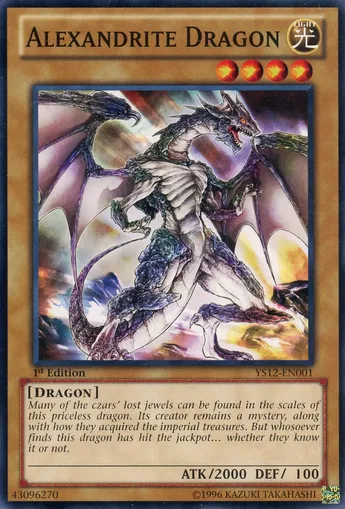 ALEXANDRITE DRAGON
LIGHT
光
1st Edition
YS12-EN001
[DRAGON]
Many of the czars' lost jewels can be found in the scales of
this priceless dragon. Its creator remains a mystery, along
with how they acquired the imperial treasures. But whosoever
finds this dragon has hit the jackpot... whether they know
it or not.
ATK/2000 DEF/ 100
43096270
©1996 KAZUKI TAKAHASHI